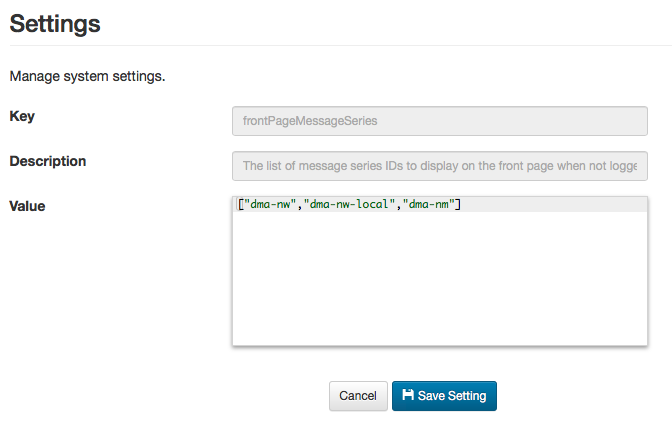 Settings
Manage system settings.
Key
frontPageMessageSeries
Description
The list of message series IDs to display on the front page when not logge
Value
["dma-nw","dma-nw-local","dma-nm"]
Cancel
Save Setting